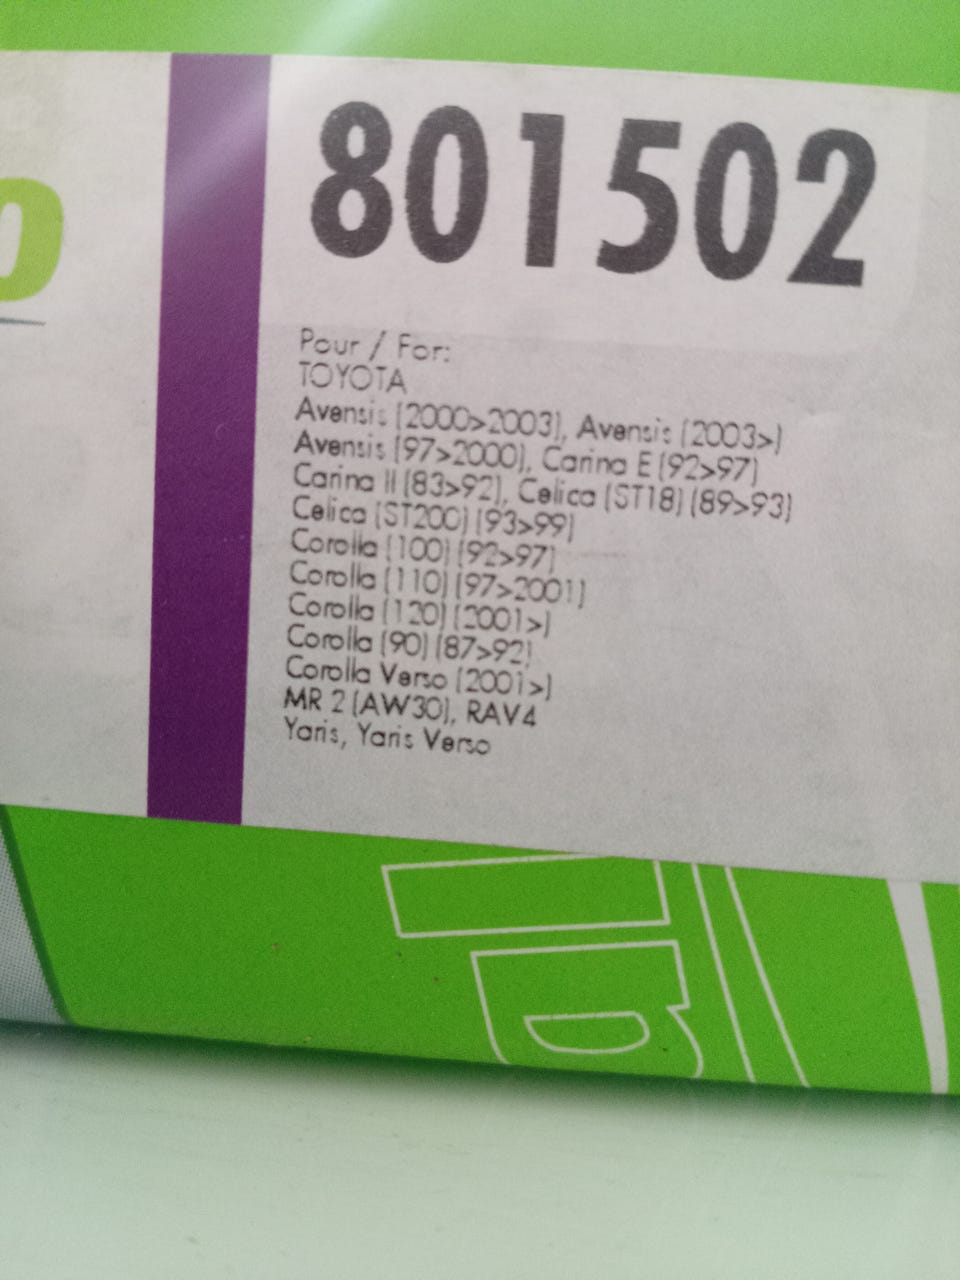 801502
Pour / For:
TOYOTA
Avensis (2000>2003), Avensis (2003>)
Avensis (97>2000), Carina E (92>97)
Carina II (83>92), Celica (ST18) (89>93)
Celica (ST200) (93>99)
Corolla (100) (92>97)
Corolla (110) (97>2001)
Corolla (120) (2001>)
Corolla (90) (87>92)
Corolla Verso (2001>)
MR 2 (AW30), RAV4
Yaris, Yaris Verso